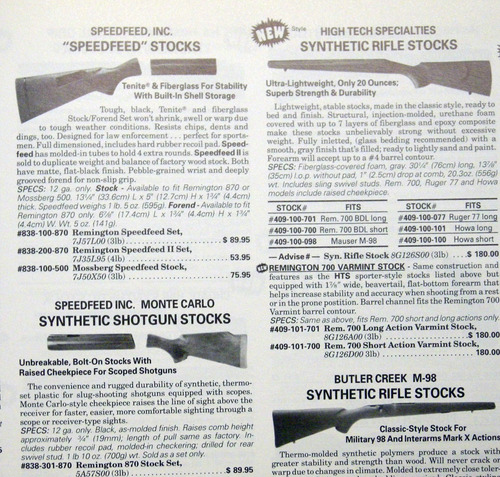 SPEEDFEED, INC.
"SPEEDFEED" STOCKS
Tenite® & Fiberglass For Stability
With Built-In Shell Storage
Tough, black, Tenite® and fiberglass
Stock/Forend Set won't shrink, swell or warp due
to tough weather conditions. Resists chips, dents and
dings, too. Designed for law enforcement . . . perfect for sports-
men. Full dimensioned, includes hard rubber recoil pad. Speed-
feed has molded-in tubes to hold 4 extra rounds. Speedfeed II is
sold to duplicate weight and balance of factory wood stock. Both
have matte, flat-black finish. Pebble-grained wrist and deeply
grooved forend for non-slip grip.
SPECS: 12 ga. only. Stock - Available to fit Remington 870 or
Mossberg 500. 13¼" (33.6cm) L x 5" (12.7cm) H x 1¾" (4.4cm)
thick. Speedfeed weighs 1 lb. 5 oz. (595g). Forend - Available to fit
Remington 870 only. 6⅞" (17.4cm) L x 1¾" (4.4cm) H x 1¾"
(4.4cm) W. Wt. 5 oz. (141g).
#838-100-870 Remington Speedfeed Set,
7J57L00 (3lb) $ 89.95
#838-200-870 Remington Speedfeed II Set,
7J35L95 (4lb) 53.95
#838-100-500 Mossberg Speedfeed Stock,
7J50X50 (3lb) 75.95
SPEEDFEED INC. MONTE CARLO
SYNTHETIC SHOTGUN STOCKS
Unbreakable, Bolt-On Stocks With
Raised Cheekpiece For Scoped Shotguns
The convenience and rugged durability of synthetic, thermo-
set plastic for slug-shooting shotguns equipped with scopes.
Monte Carlo-style cheekpiece raises the line of sight above the
receiver for faster, easier, more comfortable sighting through a
scope or receiver-type sights.
SPECS: 12 ga. only. Black, as-molded finish. Raises comb height
approximately ¾" (19mm); length of pull same as factory. In-
cludes rubber recoil pad, molded-in checkering; drilled for rear
swivel stud. 1 lb 10 oz. (700g) wt. Sold as a set only.
#838-301-870 Remington 870 Stock Set,
5A57S00 (3lb) $ 89.95
NEW Style
HIGH TECH SPECIALTIES
SYNTHETIC RIFLE STOCKS
Ultra-Lightweight, Only 20 Ounces;
Superb Strength & Durability
Lightweight, stable stocks, made in the classic style, ready to
bed and finish. Structural, injection-molded, urethane foam
covered with up to 7 layers of fiberglass and epoxy composite
make these stocks unbelievably strong without excessive
weight. Fully inletted, (glass bedding recommended) with a
smooth, gray finish that's filled; ready to lightly sand and paint.
Forearm will accept up to a #4 barrel contour.
SPECS: Fiberglass-covered foam, gray. 30¼" (76cm) long, 13⅞"
(35cm) l.o.p. without pad, 1" (2.5cm) drop at comb, 20.3oz. (556g)
wt. Includes sling swivel studs. Rem. 700, Ruger 77 and Howa
models include raised cheekpiece.
STOCK# FITS STOCK# FITS
#409-100-701 Rem. 700 BDL long #409-100-077 Ruger 77 long
#409-100-700 Rem. 700 BDL short #409-100-101 Howa long
#409-100-098 Mauser M-98 #409-100-100 Howa short
— Advise # — Syn. Rifle Stock 8G126S00 (3lb) $ 180.00
REMINGTON 700 VARMINT STOCK - Same construction and
features as the HTS sporter-style stocks listed above but
equipped with 1⅝" wide, beavertail, flat-bottom forearm that
helps increase stability and accuracy when shooting from a rest
or in the prone position. Barrel channel fits the Remington 700
Varmint barrel contour.
SPECS: Same as above, fits Rem. 700 short and long actions only.
#409-101-701 Rem. 700 Long Action Varmint Stock,
8G126A00 (3lb) $ 180.00
#409-101-700 Rem. 700 Short Action Varmint Stock,
8G126D00 (3lb) 180.00
BUTLER CREEK M-98
SYNTHETIC RIFLE STOCKS
Classic-Style Stock For
Military 98 And Interarms Mark X Actions
Thermo-molded synthetic polymers produce a stock with
greater stability and strength than wood. Will never crack or
warp due to changes in climate. Molded to extremely close toler-